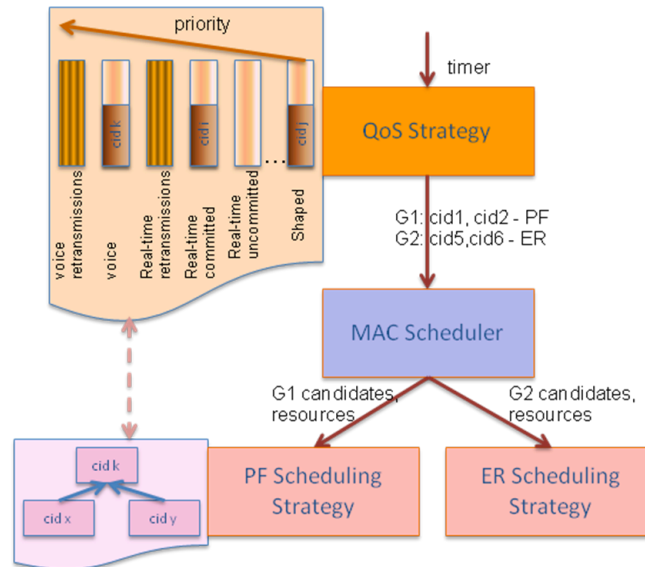 priority
timer
cid k
cid i
cid j
...
QoS Strategy
voice
retransmissions
voice
Real-time
retransmissions
Real-time
committed
Real-time
uncommitted
Shaped
G1: cid1, cid2 - PF
G2: cid5,cid6 - ER
MAC Scheduler
G1 candidates,
resources
G2 candidates,
resources
cid k
cid x
cid y
PF Scheduling
Strategy
ER Scheduling
Strategy